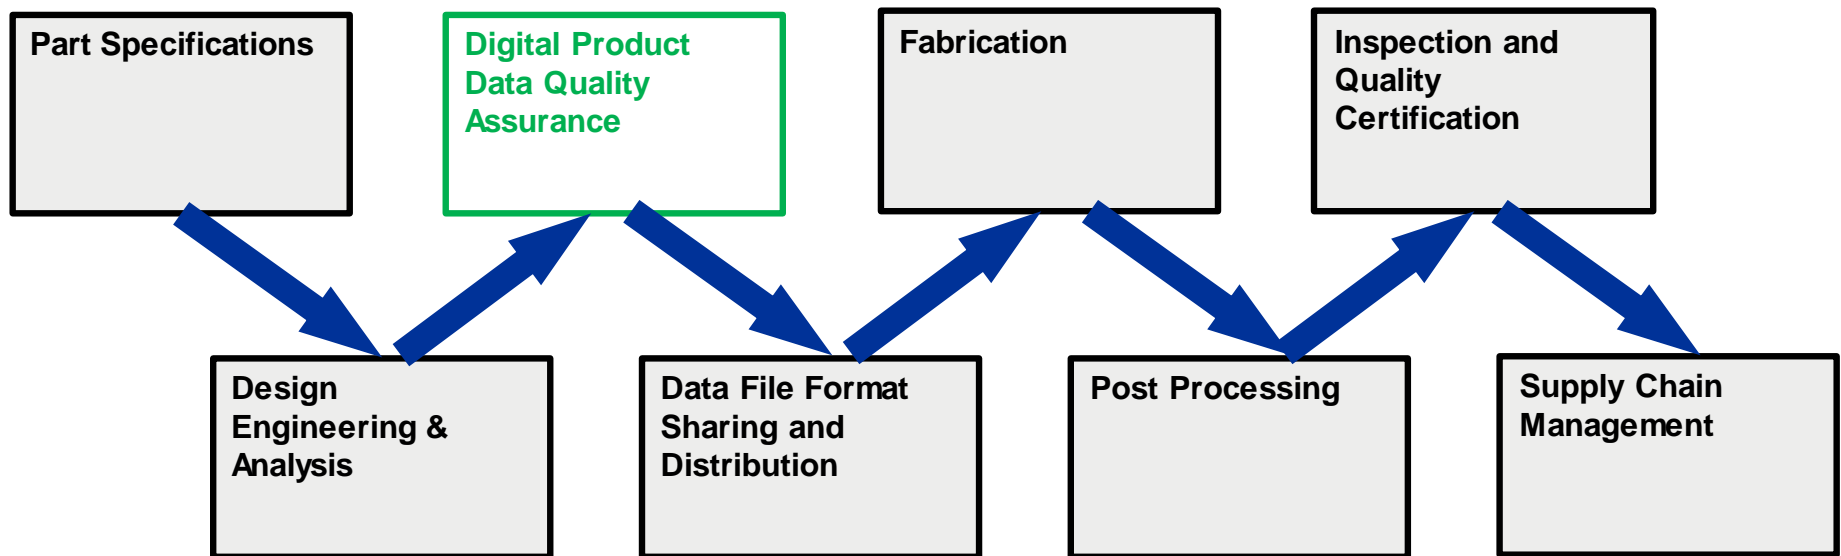 Part Specifications
Design
Engineering &
Analysis
Digital Product
Data Quality
Assurance
Data File Format
Sharing and
Distribution
Fabrication
Post Processing
Inspection and
Quality
Certification
Supply Chain
Management